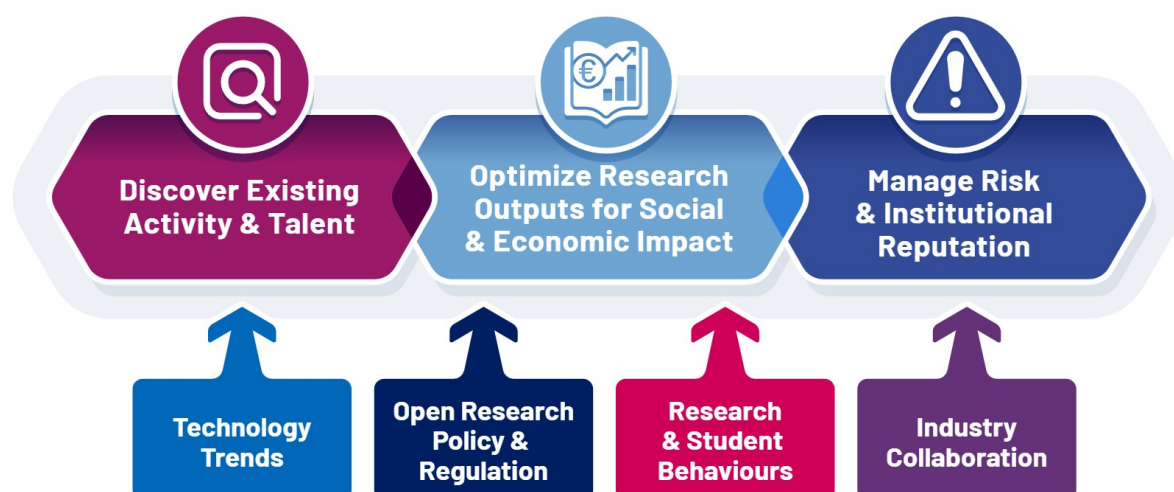 €
Discover Existing
Activity & Talent
Optimize Research
Outputs for Social
& Economic Impact
Manage Risk
& Institutional
Reputation
Technology
Trends
Open Research
Policy &
Regulation
Research
& Student
Behaviours
Industry
Collaboration